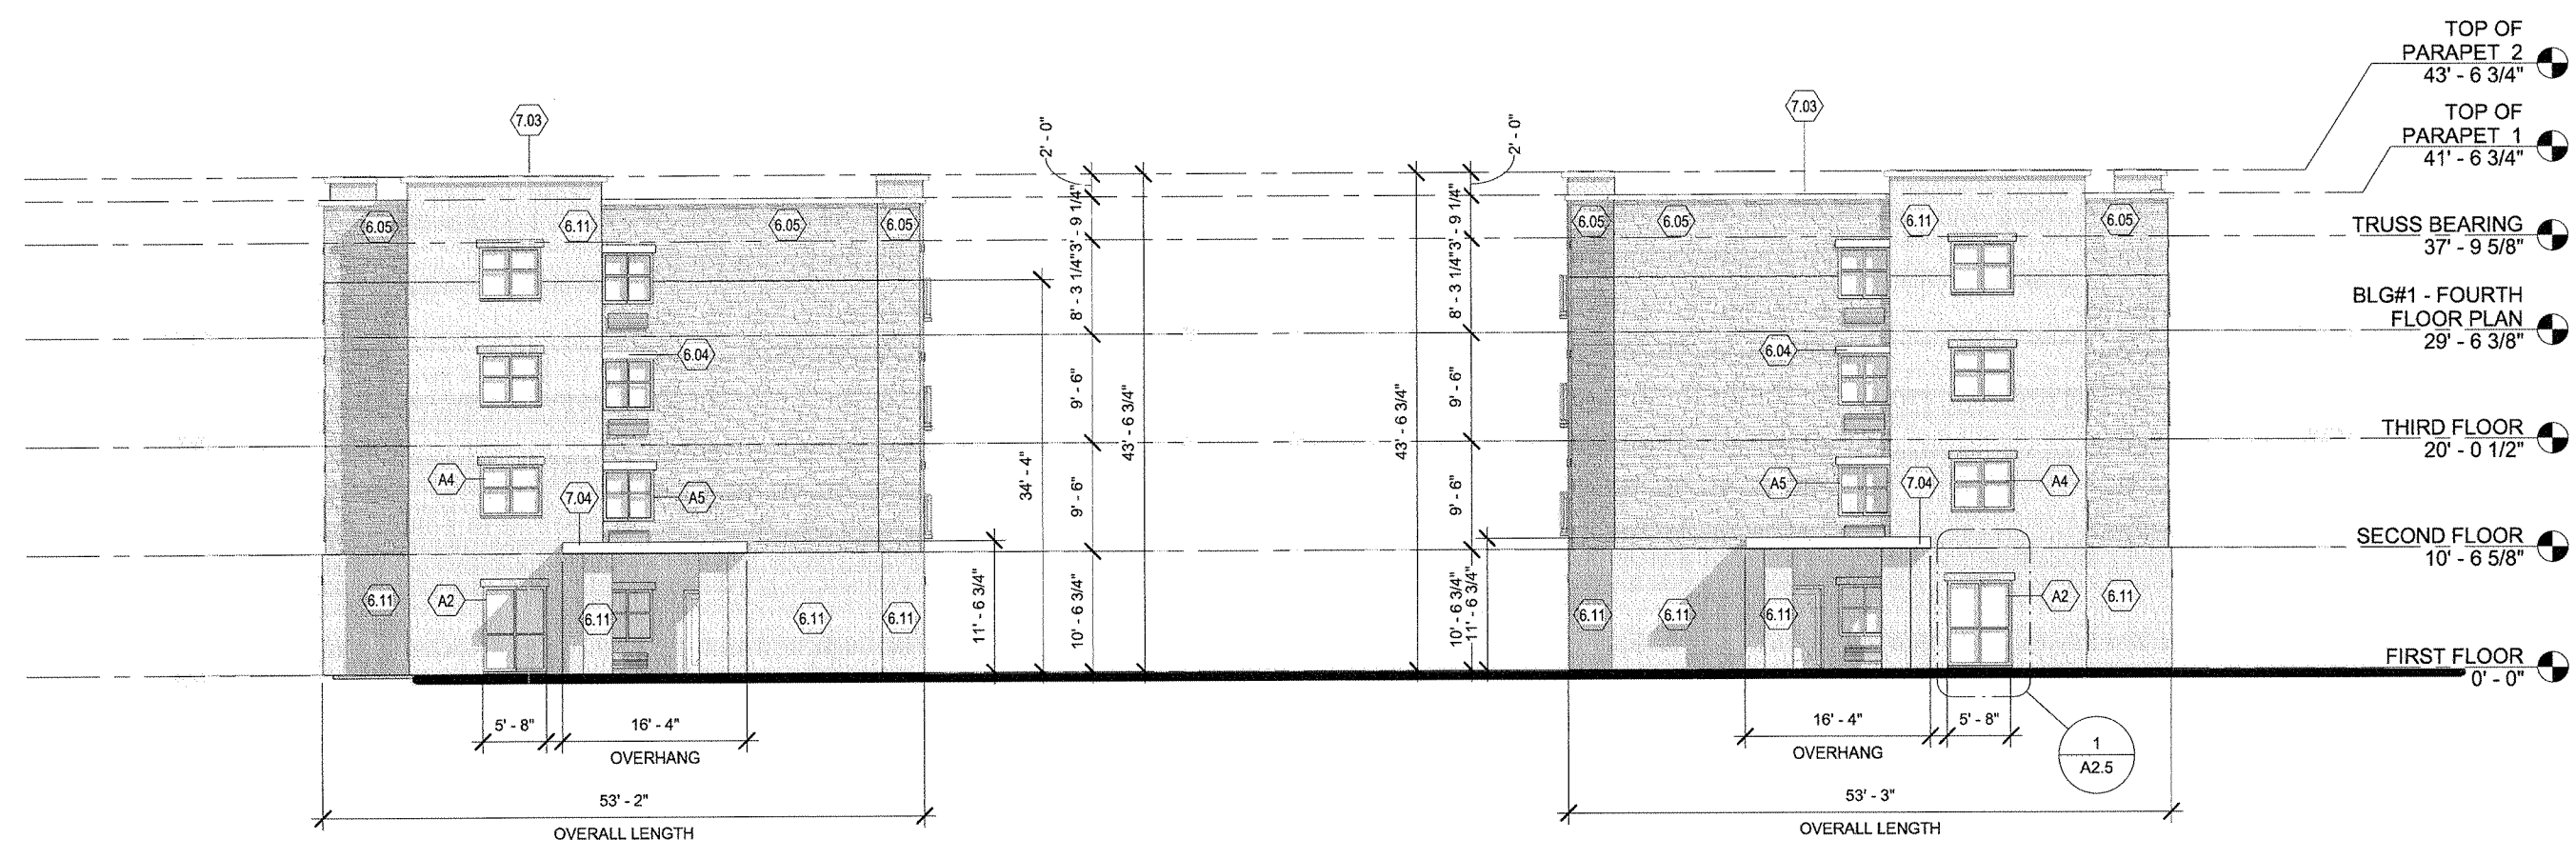 TOP OF
PARAPET 2
43' - 6 3/4"
TOP OF
PARAPET 1
41' - 6 3/4"
TRUSS BEARING
37' - 9 5/8"
BLG#1 - FOURTH
FLOOR PLAN
29' - 6 3/8"
THIRD FLOOR
20' - 0 1/2"
SECOND FLOOR
10' - 6 5/8"
FIRST FLOOR
0' - 0"
7.03
6.05
6.11
6.05
6.05
6.04
A4
7.04
A5
6.11
A2
6.11
6.11
6.11
5' - 8"
16' - 4"
OVERHANG
53' - 2"
OVERALL LENGTH
2' - 0"
3' - 9 1/4"
8' - 3 1/4"
9' - 6"
9' - 6"
10' - 6 3/4"
43' - 6 3/4"
34' - 4"
11' - 6 3/4"
2' - 0"
3' - 9 1/4"
8' - 3 1/4"
9' - 6"
9' - 6"
10' - 6 3/4"
11' - 6 3/4"
43' - 6 3/4"
7.03
6.05
6.05
6.11
6.05
6.04
A5
7.04
A4
6.11
6.11
6.11
A2
6.11
16' - 4"
OVERHANG
5' - 8"
1
A2.5
53' - 3"
OVERALL LENGTH